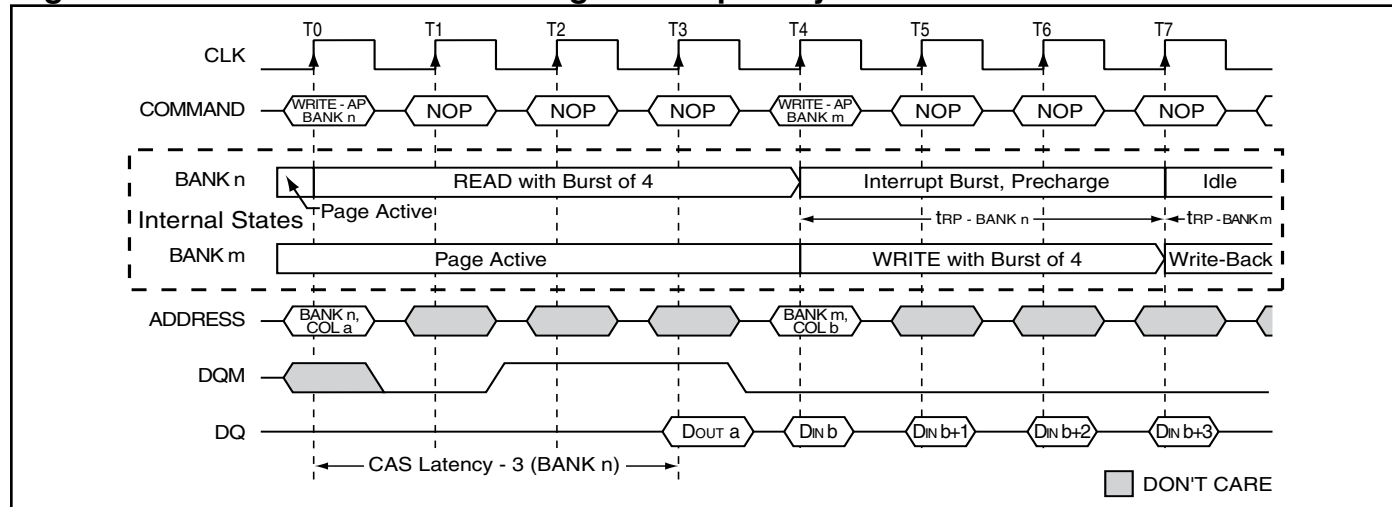 T0 T1 T2 T3 T4 T5 T6 T7
CLK
COMMAND WRITE - AP BANK n NOP NOP NOP WRITE - AP BANK m NOP NOP NOP
BANK n READ with Burst of 4 Interrupt Burst, Precharge Idle
Internal States Page Active tRP - BANK n tRP - BANK m
BANK m Page Active WRITE with Burst of 4 Write-Back
ADDRESS BANK n, COL a BANK m, COL b
DQM
DQ DOUT a DIN b DIN b+1 DIN b+2 DIN b+3
CAS Latency - 3 (BANK n)
DON'T CARE